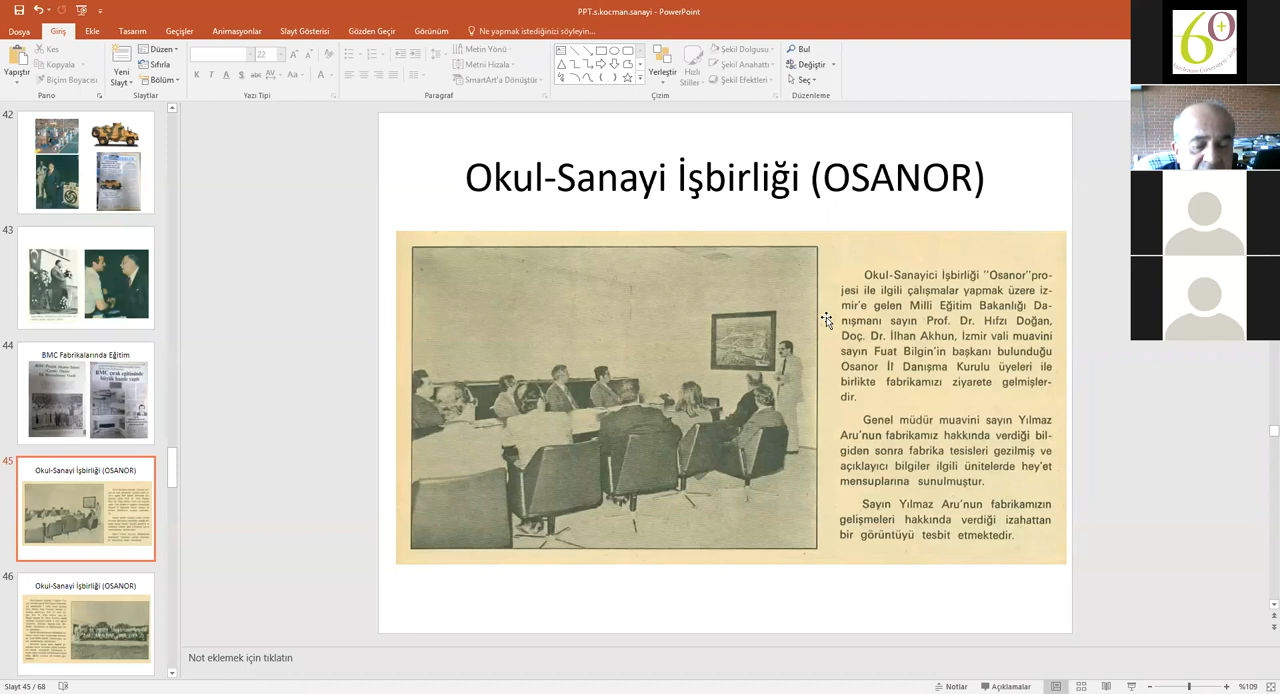 PPT.s.kocman.sanayi - PowerPoint
Dosya Giriş Ekle Tasarım Geçişler Animasyonlar Slayt Gösterisi Gözden Geçir Görünüm Ne yapmak istediğinizi söyleyin...
Yapıştır
Kes
Kopyala
Biçim Boyacısı
Yeni
Slayt
Düzen
Sıfırla
Bölüm
22
K T A S abc AV Aa A
Metin Yönü
Metni Hizala
SmartArt'a Dönüştür
Yerleştir
Hızlı
Stiller
Şekil Dolgusu
Şekil Anahattı
Şekil Efektleri
Bul
Değiştir
Seç
Pano Slaytlar Yazı Tipi Paragraf Çizim Düzenleme
42
43
44
BMC Fabrikalarında Eğitim
45
Okul-Sanayi İşbirliği (OSANOR)
46
Okul-Sanayi İşbirliği (OSANOR)
Okul-Sanayi İşbirliği (OSANOR)
Okul-Sanayici İşbirliği "Osanor"pro-
jesi ile ilgili çalışmalar yapmak üzere iz-
mir'e gelen Milli Eğitim Bakanlığı Da-
nışmanı sayın Prof. Dr. Hıfzı Doğan,
Doç. Dr. İlhan Akhun, İzmir vali muavini
sayın Fuat Bilgin'in başkanı bulunduğu
Osanor İl Danışma Kurulu üyeleri ile
birlikte fabrikamızı ziyarete gelmişler-
dir.
Genel müdür muavini sayın Yılmaz
Aru'nun fabrikamız hakkında verdiği bil-
giden sonra fabrika tesisleri gezilmiş ve
açıklayıcı bilgiler ilgili ünitelerde hey'et
mensuplarına sunulmuştur.
Sayın Yılmaz Aru'nun fabrikamızın
gelişmeleri hakkında verdiği izahattan
bir görüntüyü tesbit etmektedir.
Not eklemek için tıklatın
Slayt 45 / 68
Notlar
Açıklamalar
%109
60